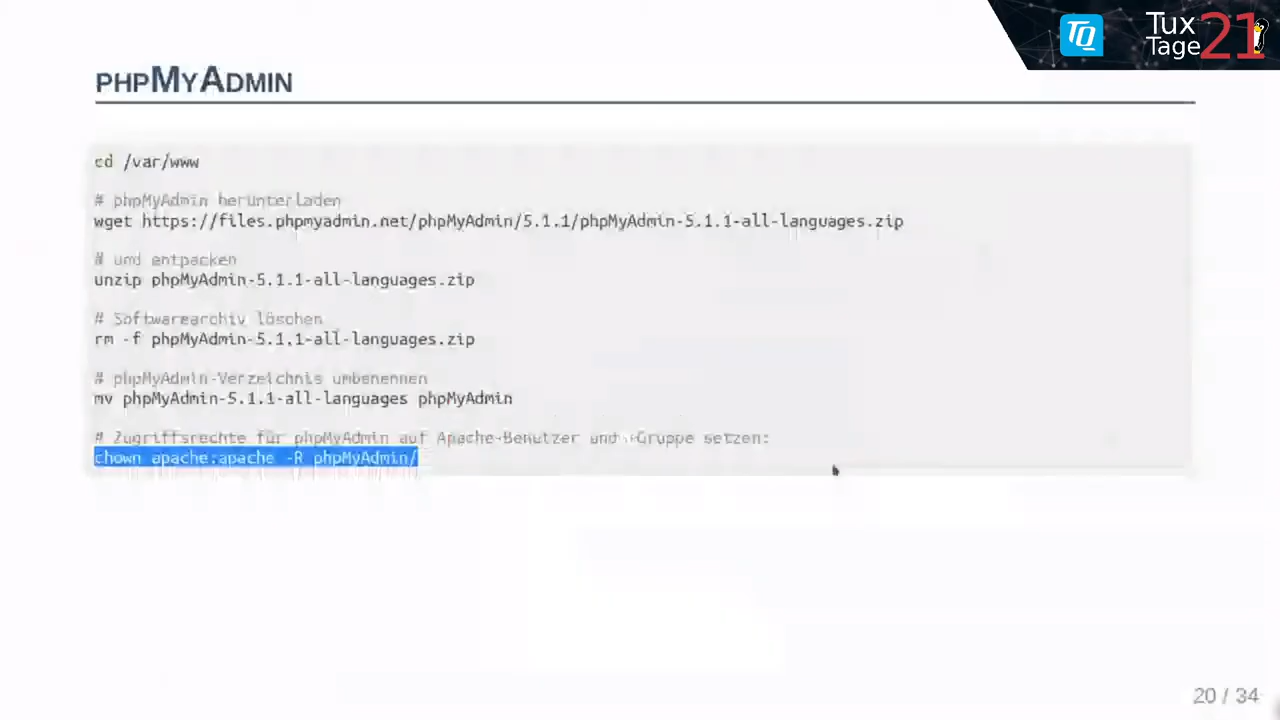 TQ
Tux
Tage 21
phpMyAdmin
cd /var/www
# phpMyAdmin herunterladen
wget https://files.phpmyadmin.net/phpMyAdmin/5.1.1/phpMyAdmin-5.1.1-all-languages.zip
# und entpacken
unzip phpMyAdmin-5.1.1-all-languages.zip
# Softwarearchiv löschen
rm -f phpMyAdmin-5.1.1-all-languages.zip
# phpMyAdmin-Verzeichnis umbenennen
mv phpMyAdmin-5.1.1-all-languages phpMyAdmin
# Zugriffsrechte für phpMyAdmin auf Apache-Benutzer und -Gruppe setzen:
chown apache:apache -R phpMyAdmin/
20 / 34